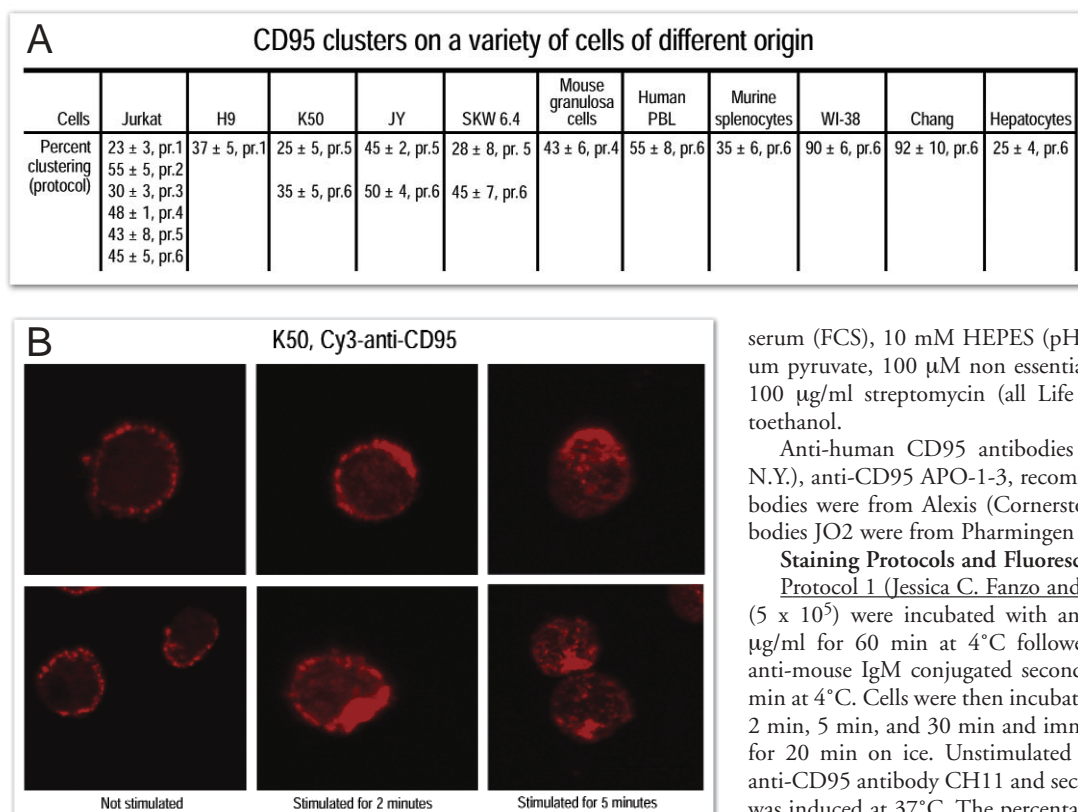 A
CD95 clusters on a variety of cells of different origin
Cells Jurkat H9 K50 JY SKW 6.4 Mouse granulosa cells Human PBL Murine splenocytes WI-38 Chang Hepatocytes
Percent clustering (protocol) 23 ± 3, pr.1 37 ± 5, pr.1 25 ± 5, pr.5 45 ± 2, pr.5 28 ± 8, pr. 5 43 ± 6, pr.4 55 ± 8, pr.6 35 ± 6, pr.6 90 ± 6, pr.6 92 ± 10, pr.6 25 ± 4, pr.6
55 ± 5, pr.2
30 ± 3, pr.3 35 ± 5, pr.6 50 ± 4, pr.6 45 ± 7, pr.6
48 ± 1, pr.4
43 ± 8, pr.5
45 ± 5, pr.6
B
K50, Cy3-anti-CD95
Not stimulated Stimulated for 2 minutes Stimulated for 5 minutes
serum (FCS), 10 mM HEPES (pH
um pyruvate, 100 μM non essentia
100 μg/ml streptomycin (all Life
toethanol.
Anti-human CD95 antibodies
N.Y.), anti-CD95 APO-1-3, recom
bodies were from Alexis (Cornersto
bodies JO2 were from Pharmingen
Staining Protocols and Fluoresc
Protocol 1 (Jessica C. Fanzo and
(5 x 10⁵) were incubated with an
μg/ml for 60 min at 4°C followe
anti-mouse IgM conjugated second
min at 4°C. Cells were then incubat
2 min, 5 min, and 30 min and imm
for 20 min on ice. Unstimulated
anti-CD95 antibody CH11 and sec
was induced at 37°C. The percenta